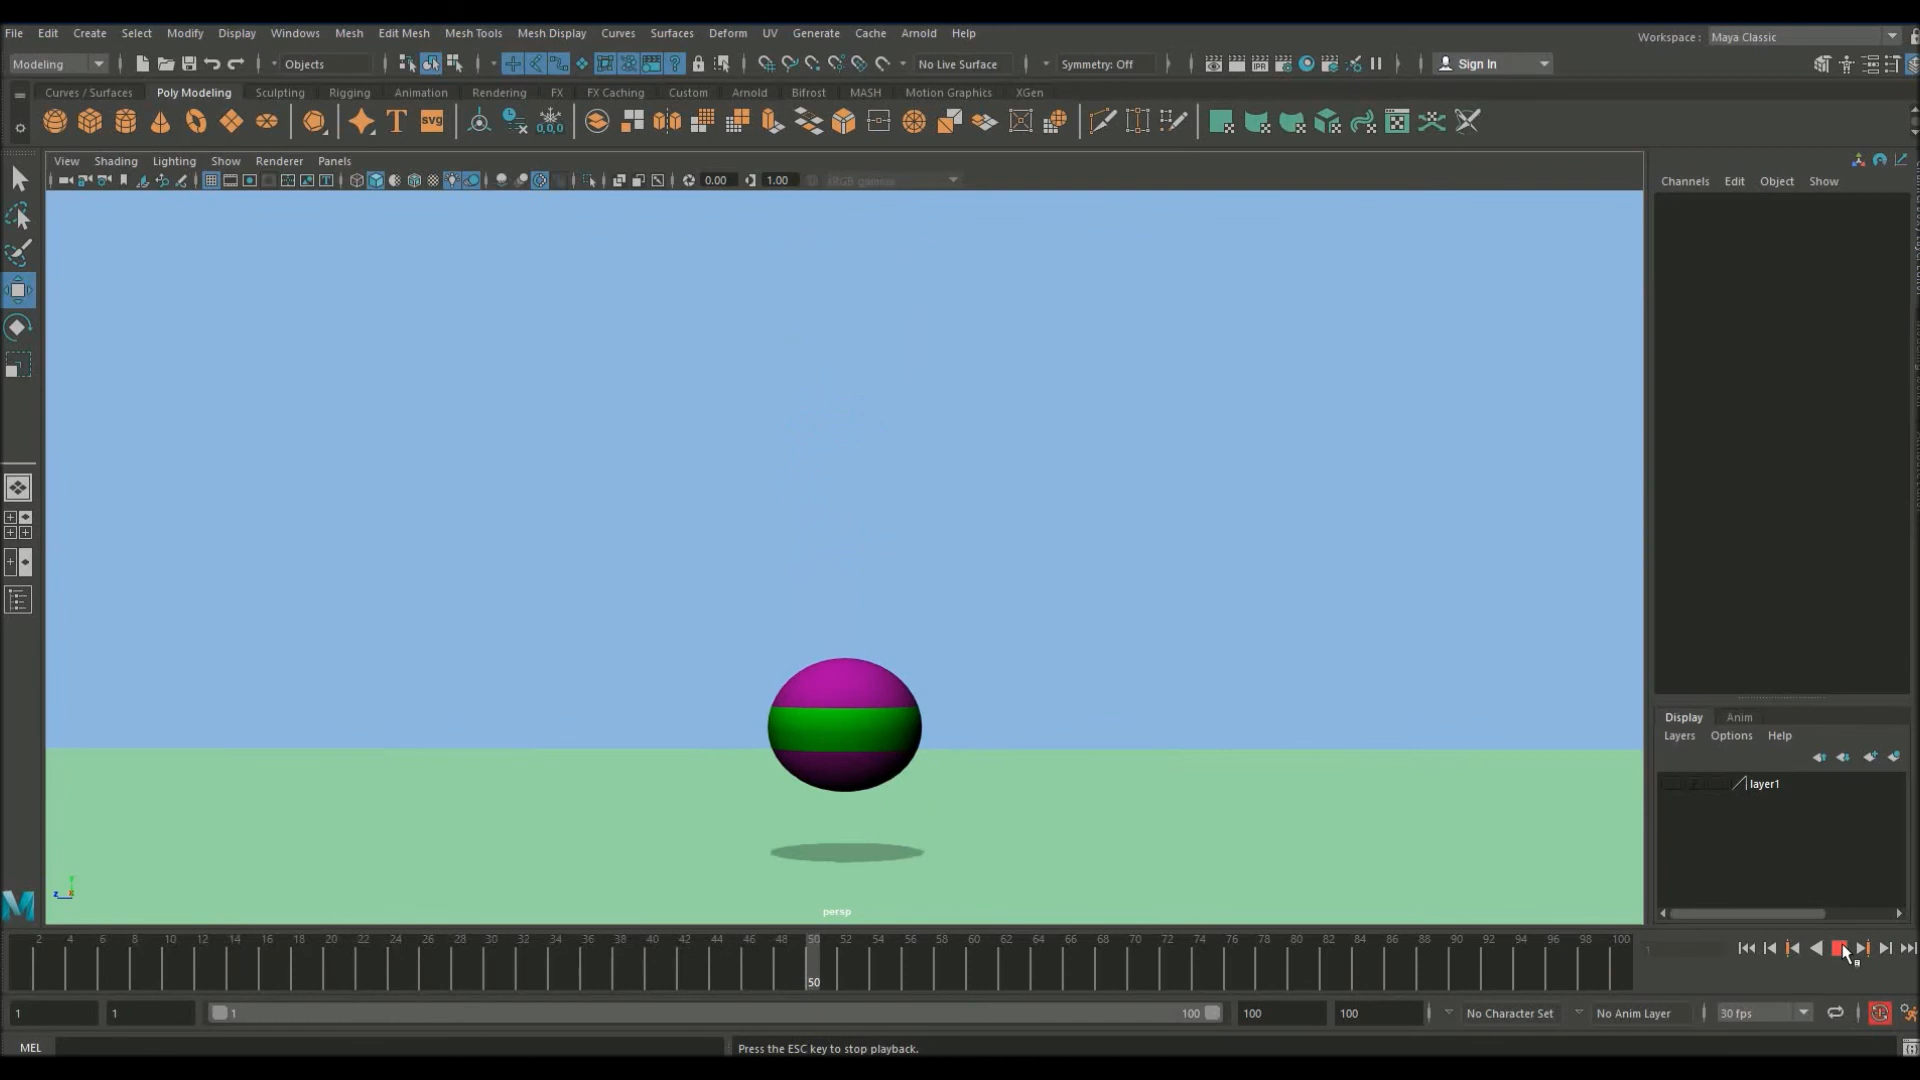 File Edit Create Select Modify Display Windows Mesh Edit Mesh Mesh Tools Mesh Display Curves Surfaces Deform UV Generate Cache Arnold Help
Workspace : Maya Classic
Modeling Objects No Live Surface Symmetry: Off Sign In
Curves / Surfaces Poly Modeling Sculpting Rigging Animation Rendering FX FX Caching Custom Arnold Bifrost MASH Motion Graphics XGen
T svg 0,0,0
View Shading Lighting Show Renderer Panels
0.00 1.00
Channels Edit Object Show
persp
Display Anim
Layers Options Help
layer1
2 4 6 8 10 12 14 16 18 20 22 24 26 28 30 32 34 36 38 40 42 44 46 48 50 52 54 56 58 60 62 64 66 68 70 72 74 76 78 80 82 84 86 88 90 92 94 96 98 100
50
1
1 1 1 100 100 100 No Character Set No Anim Layer 30 fps
MEL Press the ESC key to stop playback.